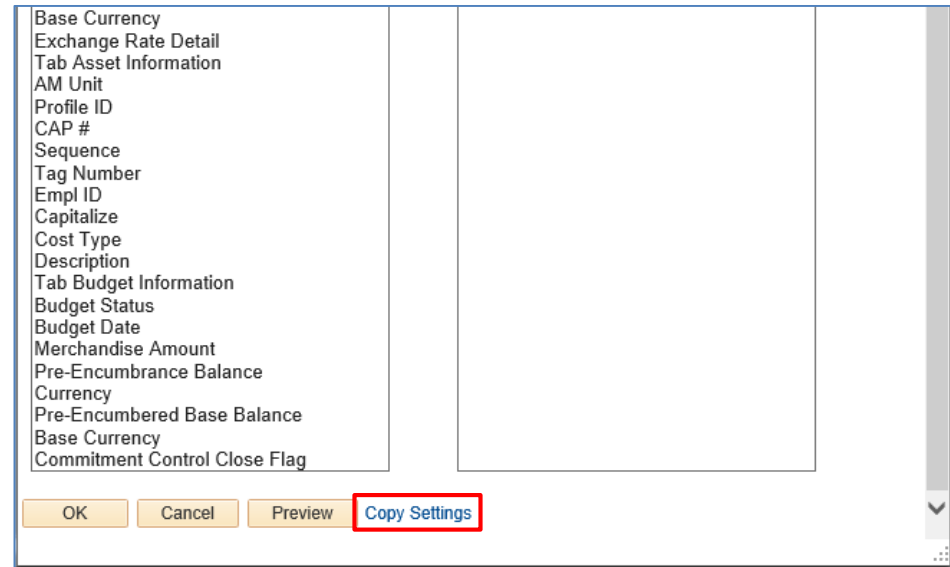 Base Currency
Exchange Rate Detail
Tab Asset Information
AM Unit
Profile ID
CAP #
Sequence
Tag Number
Empl ID
Capitalize
Cost Type
Description
Tab Budget Information
Budget Status
Budget Date
Merchandise Amount
Pre-Encumbrance Balance
Currency
Pre-Encumbered Base Balance
Base Currency
Commitment Control Close Flag
OK Cancel Preview Copy Settings